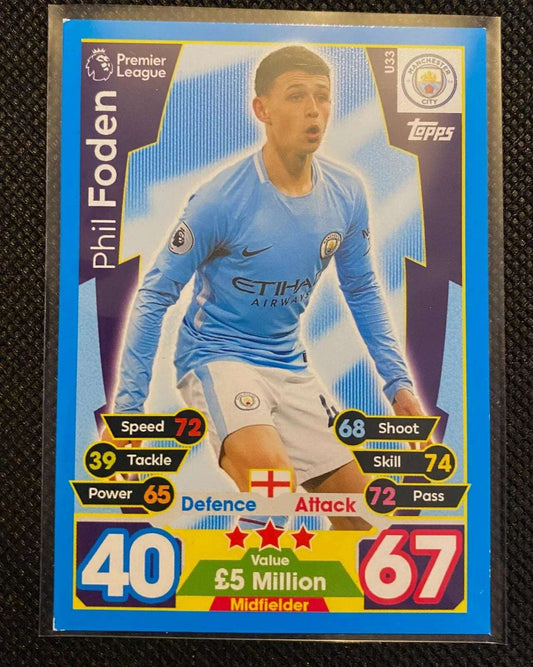 Premier
League
Phil Foden
U33
MANCHESTER
CITY
Topps
ETIHAD
AIRWAYS
Speed 72
68 Shoot
39 Tackle
Skill 74
Power 65
72 Pass
Defence
Attack
40
67
Value
£5 Million
Midfielder